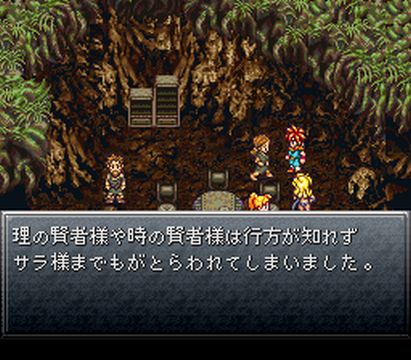 理の賢者様や時の賢者様は行方が知れず
サラ様までもがとらわれてしまいました。